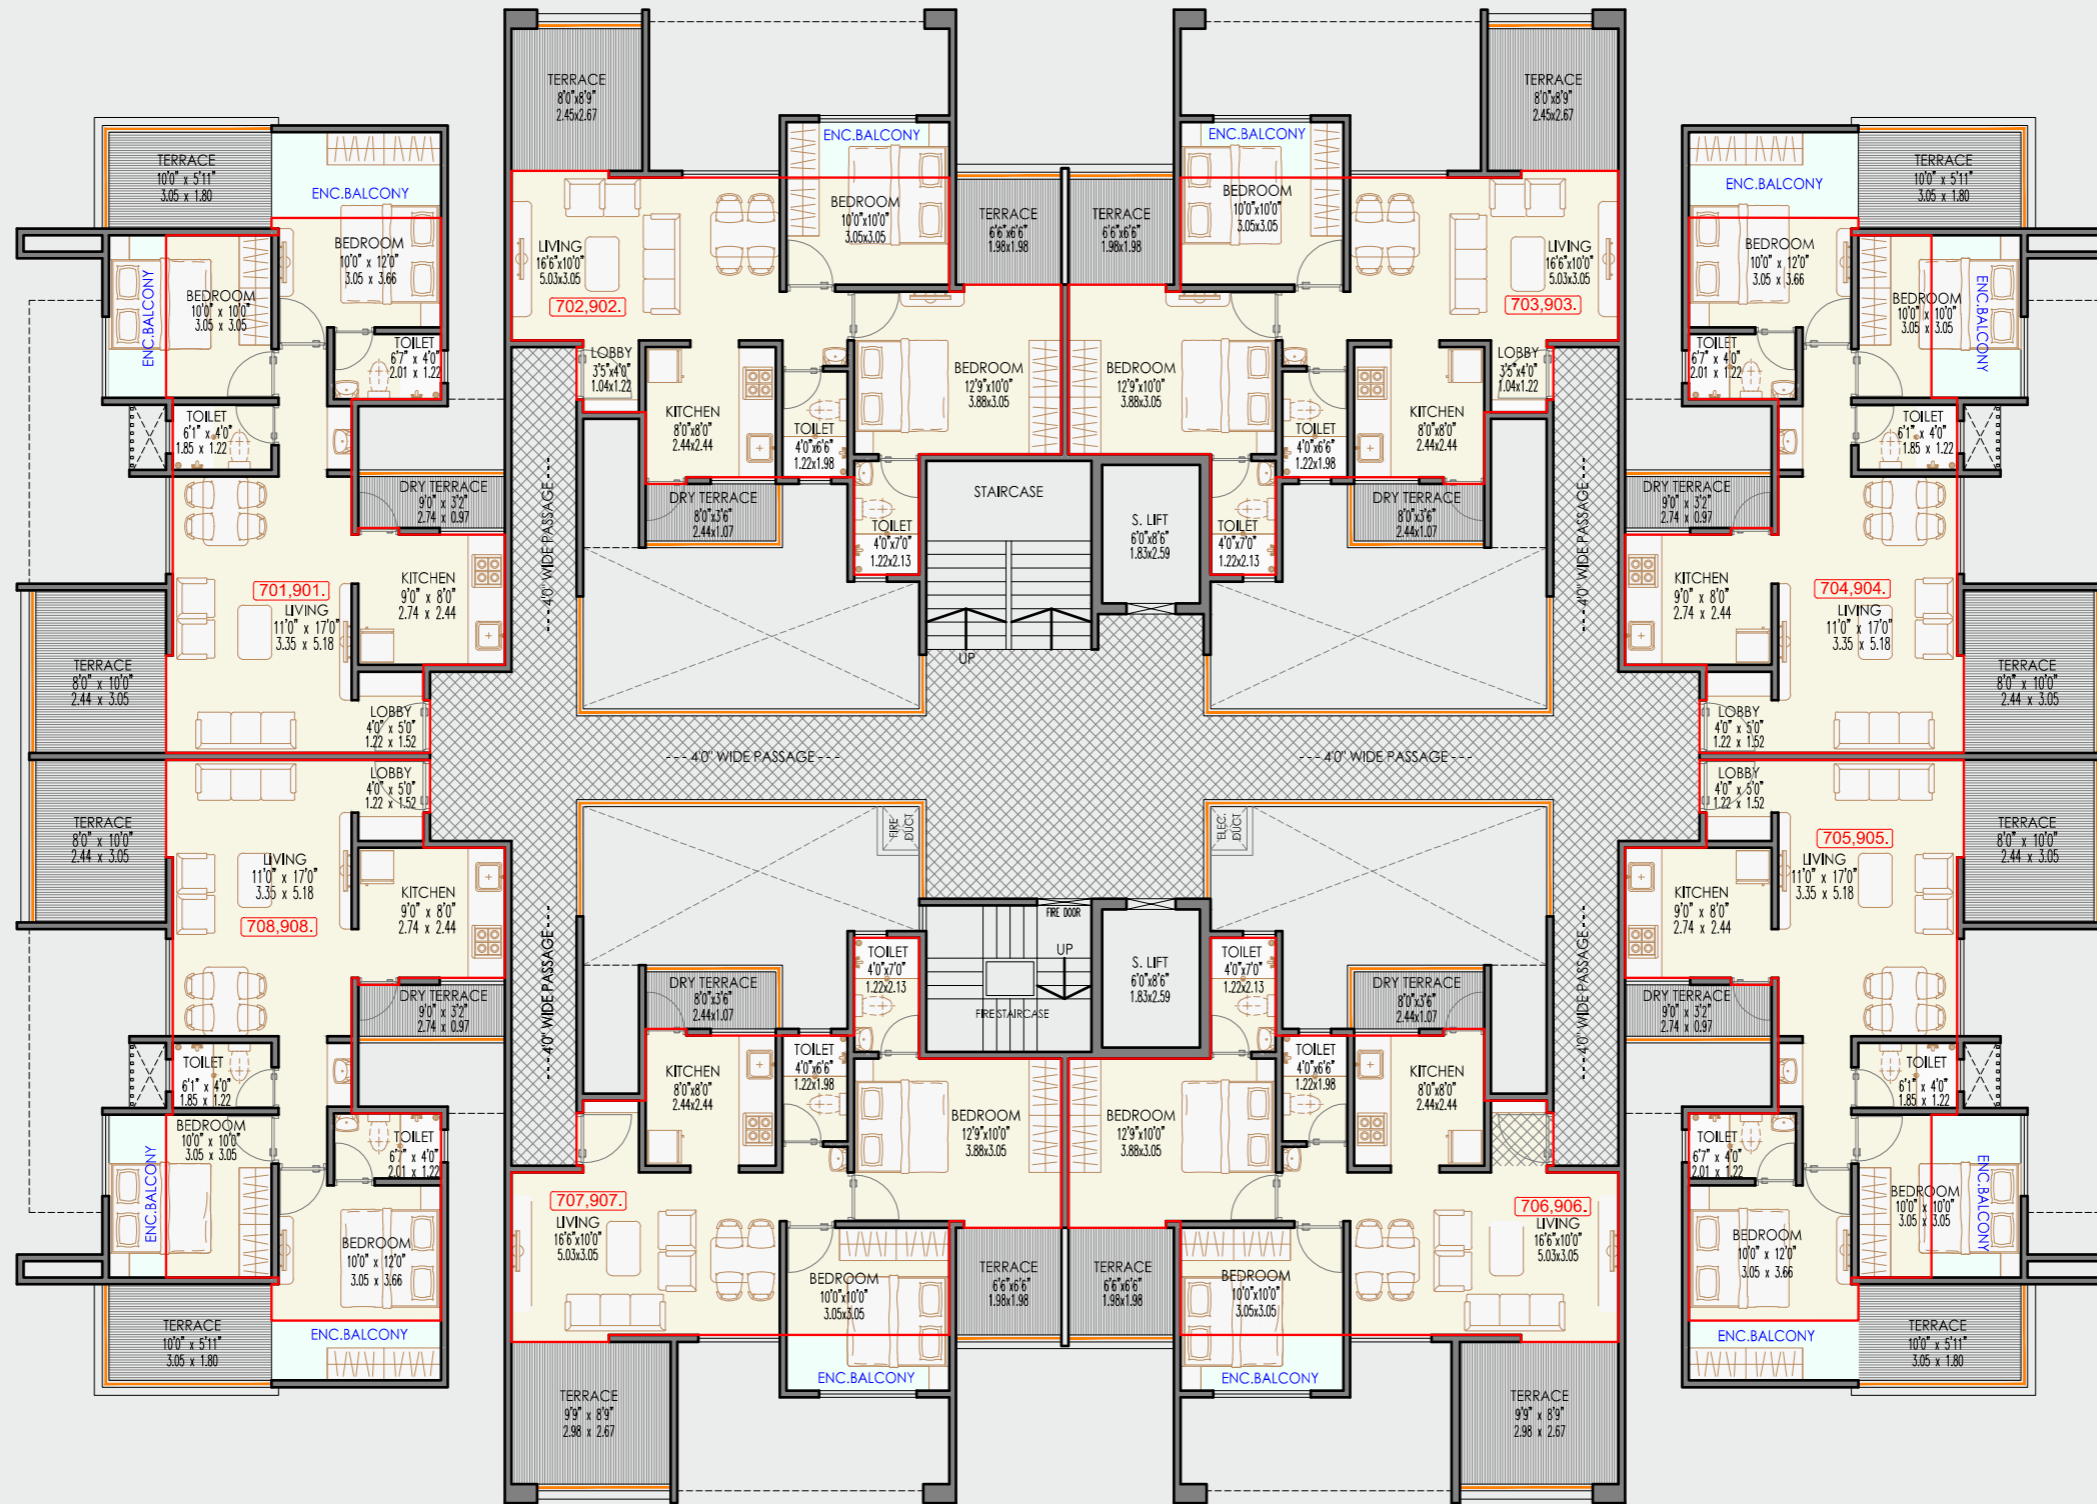 TERRACE
8'0"x8'9"
2.45x2.67
TERRACE
8'0"x8'9"
2.45x2.67
TERRACE
10'0" x 5'11"
3.05 x 1.80
ENC.BALCONY
BEDROOM
10'0" x 12'0"
3.05 x 3.66
ENC.BALCONY
BEDROOM
10'0" x 10'0"
3.05 x 3.05
TOILET
6'7" x 4'0"
2.01 x 1.22
TOILET
6'1" x 4'0"
1.85 x 1.22
DRY TERRACE
9'0" x 3'2"
2.74 x 0.97
KITCHEN
9'0" x 8'0"
2.74 x 2.44
701,901.
LIVING
11'0" x 17'0"
3.35 x 5.18
TERRACE
8'0" x 10'0"
2.44 x 3.05
LOBBY
4'0" x 5'0"
1.22 x 1.52
ENC.BALCONY
BEDROOM
10'0"x10'0"
3.05x3.05
LIVING
16'6"x10'0"
5.03x3.05
702,902.
TERRACE
6'6"x6'6"
1.98x1.98
LOBBY
3'5"x4'0"
1.04x1.22
KITCHEN
8'0"x8'0"
2.44x2.44
TOILET
4'0"x6'6"
1.22x1.98
BEDROOM
12'9"x10'0"
3.88x3.05
DRY TERRACE
8'0"x3'6"
2.44x1.07
TOILET
4'0"x7'0"
1.22x2.13
---4'0" WIDE PASSAGE---
STAIRCASE
UP
S. LIFT
6'0"x8'6"
1.83x2.59
ENC.BALCONY
BEDROOM
10'0"x10'0"
3.05x3.05
TERRACE
6'6"x6'6"
1.98x1.98
LIVING
16'6"x10'0"
5.03x3.05
703,903.
BEDROOM
12'9"x10'0"
3.88x3.05
TOILET
4'0"x6'6"
1.22x1.98
KITCHEN
8'0"x8'0"
2.44x2.44
LOBBY
3'5"x4'0"
1.04x1.22
DRY TERRACE
8'0"x3'6"
2.44x1.07
TOILET
4'0"x7'0"
1.22x2.13
---4'0" WIDE PASSAGE---
TERRACE
10'0" x 5'11"
3.05 x 1.80
ENC.BALCONY
BEDROOM
10'0" x 12'0"
3.05 x 3.66
BEDROOM
10'0" x 10'0"
3.05 x 3.05
ENC.BALCONY
TOILET
6'7" x 4'0"
2.01 x 1.22
TOILET
6'1" x 4'0"
1.85 x 1.22
DRY TERRACE
9'0" x 3'2"
2.74 x 0.97
KITCHEN
9'0" x 8'0"
2.74 x 2.44
704,904.
LIVING
11'0" x 17'0"
3.35 x 5.18
TERRACE
8'0" x 10'0"
2.44 x 3.05
LOBBY
4'0" x 5'0"
1.22 x 1.52
---4'0" WIDE PASSAGE---
---4'0" WIDE PASSAGE---
LOBBY
4'0" x 5'0"
1.22 x 1.52
TERRACE
8'0" x 10'0"
2.44 x 3.05
LIVING
11'0" x 17'0"
3.35 x 5.18
708,908.
KITCHEN
9'0" x 8'0"
2.74 x 2.44
DRY TERRACE
9'0" x 3'2"
2.74 x 0.97
TOILET
6'1" x 4'0"
1.85 x 1.22
BEDROOM
10'0" x 10'0"
3.05 x 3.05
ENC.BALCONY
TOILET
6'7" x 4'0"
2.01 x 1.22
BEDROOM
10'0" x 12'0"
3.05 x 3.66
ENC.BALCONY
TERRACE
10'0" x 5'11"
3.05 x 1.80
---4'0" WIDE PASSAGE---
FIRE
DUCT
FIRE DOOR
UP
FIRE STAIRCASE
S. LIFT
6'0"x8'6"
1.83x2.59
TOILET
4'0"x7'0"
1.22x2.13
DRY TERRACE
8'0"x3'6"
2.44x1.07
KITCHEN
8'0"x8'0"
2.44x2.44
TOILET
4'0"x6'6"
1.22x1.98
BEDROOM
12'9"x10'0"
3.88x3.05
707,907.
LIVING
16'6"x10'0"
5.03x3.05
BEDROOM
10'0"x10'0"
3.05x3.05
ENC.BALCONY
TERRACE
6'6"x6'6"
1.98x1.98
TERRACE
9'9" x 8'9"
2.98 x 2.67
ELEC.
DUCT
TOILET
4'0"x7'0"
1.22x2.13
DRY TERRACE
8'0"x3'6"
2.44x1.07
TOILET
4'0"x6'6"
1.22x1.98
KITCHEN
8'0"x8'0"
2.44x2.44
BEDROOM
12'9"x10'0"
3.88x3.05
706,906.
LIVING
16'6"x10'0"
5.03x3.05
TERRACE
6'6"x6'6"
1.98x1.98
BEDROOM
10'0"x10'0"
3.05x3.05
ENC.BALCONY
TERRACE
9'9" x 8'9"
2.98 x 2.67
---4'0" WIDE PASSAGE---
LOBBY
4'0" x 5'0"
1.22 x 1.52
705,905.
LIVING
11'0" x 17'0"
3.35 x 5.18
TERRACE
8'0" x 10'0"
2.44 x 3.05
KITCHEN
9'0" x 8'0"
2.74 x 2.44
DRY TERRACE
9'0" x 3'2"
2.74 x 0.97
TOILET
6'1" x 4'0"
1.85 x 1.22
TOILET
6'7" x 4'0"
2.01 x 1.22
BEDROOM
10'0" x 10'0"
3.05 x 3.05
ENC.BALCONY
BEDROOM
10'0" x 12'0"
3.05 x 3.66
ENC.BALCONY
TERRACE
10'0" x 5'11"
3.05 x 1.80